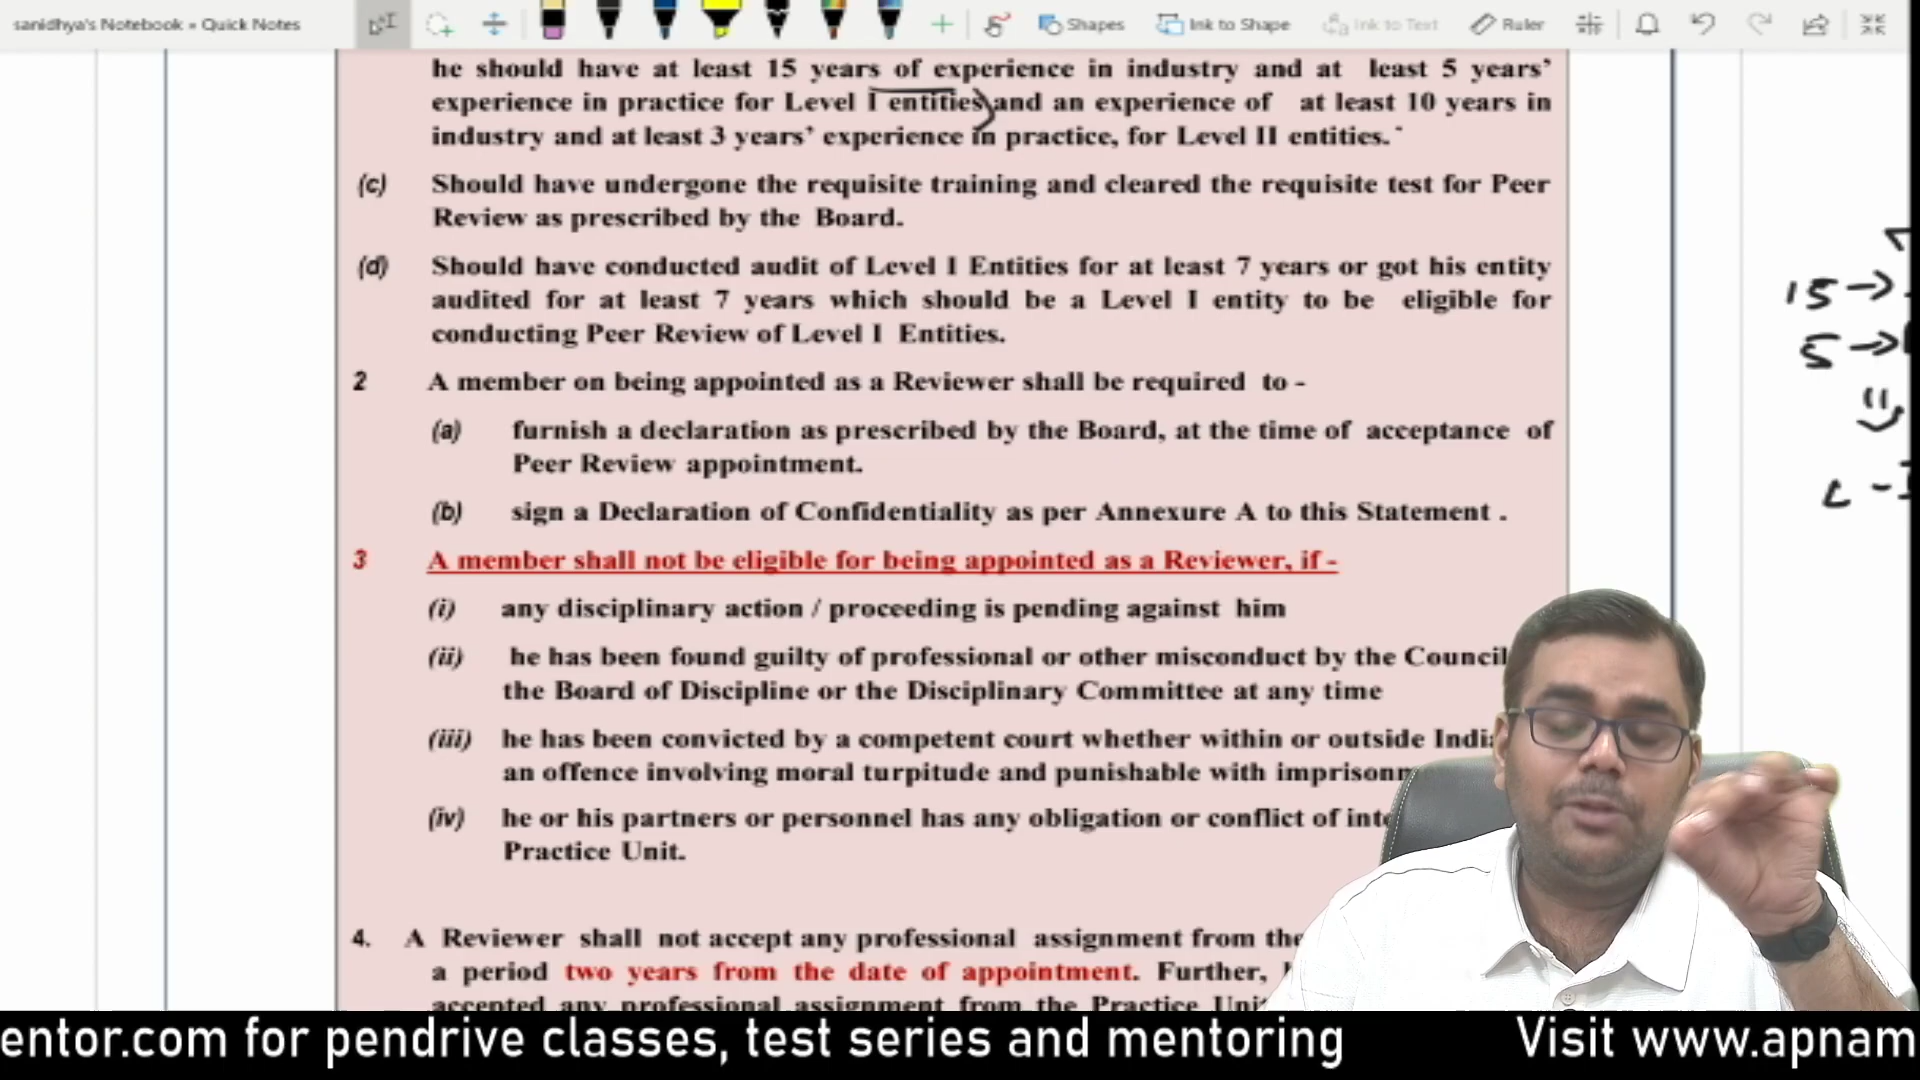 sanidhya's Notebook » Quick Notes
Shapes
Ink to Shape
Ink to Text
Ruler
he should have at least 15 years of experience in industry and at least 5 years'
experience in practice for Level I entities and an experience of at least 10 years in
industry and at least 3 years' experience in practice, for Level II entities.
(c) Should have undergone the requisite training and cleared the requisite test for Peer
Review as prescribed by the Board.
(d) Should have conducted audit of Level I Entities for at least 7 years or got his entity
audited for at least 7 years which should be a Level I entity to be eligible for
conducting Peer Review of Level I Entities.
15 →
5 →
2 A member on being appointed as a Reviewer shall be required to -
(a) furnish a declaration as prescribed by the Board, at the time of acceptance of
Peer Review appointment.
(b) sign a Declaration of Confidentiality as per Annexure A to this Statement .
3 A member shall not be eligible for being appointed as a Reviewer, if -
(i) any disciplinary action / proceeding is pending against him
(ii) he has been found guilty of professional or other misconduct by the Council
the Board of Discipline or the Disciplinary Committee at any time
(iii) he has been convicted by a competent court whether within or outside
an offence involving moral turpitude and punishable with
(iv) he or his partners or personnel has any obligation or conflict of
Practice Unit.
4. A Reviewer shall not accept any professional assignment from the
a period two years from the date of appointment. Further,
accepted any professional assignment from the Practice
entor.com for pendrive classes, test series and mentoring
Visit www.apnam